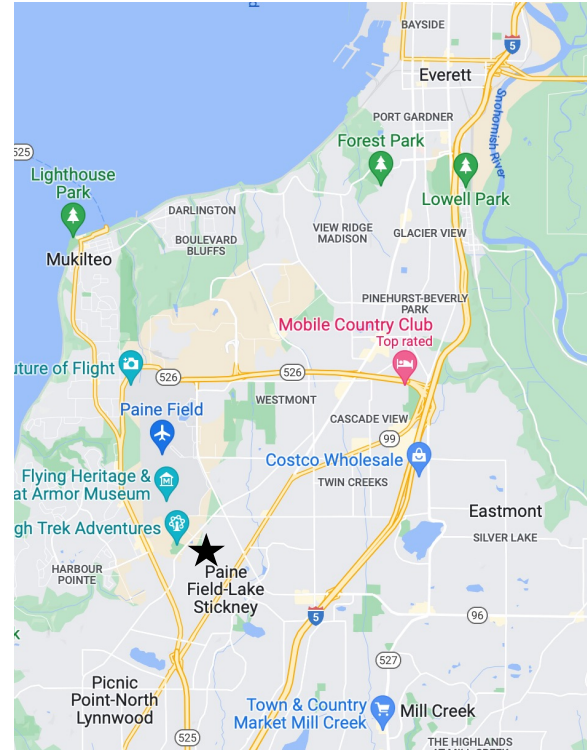 BAYSIDE
5
Everett
PORT GARDNER
Snohomish River
Forest Park
525
Lighthouse
Park
Lowell Park
DARLINGTON
VIEW RIDGE
MADISON
GLACIER VIEW
BOULEVARD
BLUFFS
Mukilteo
PINEHURST-BEVERLY
PARK
Mobile Country Club
Top rated
uture of Flight
526
526
WESTMONT
Paine Field
CASCADE VIEW
99
Costco Wholesale
Flying Heritage &
at Armor Museum
TWIN CREEKS
Eastmont
gh Trek Adventures
SILVER LAKE
HARBOUR
POINTE
Paine
Field-Lake
Stickney
5
96
k
527
Picnic
Point-North
Lynnwood
Town & Country
Market Mill Creek
Mill Creek
525
THE HIGHLANDS